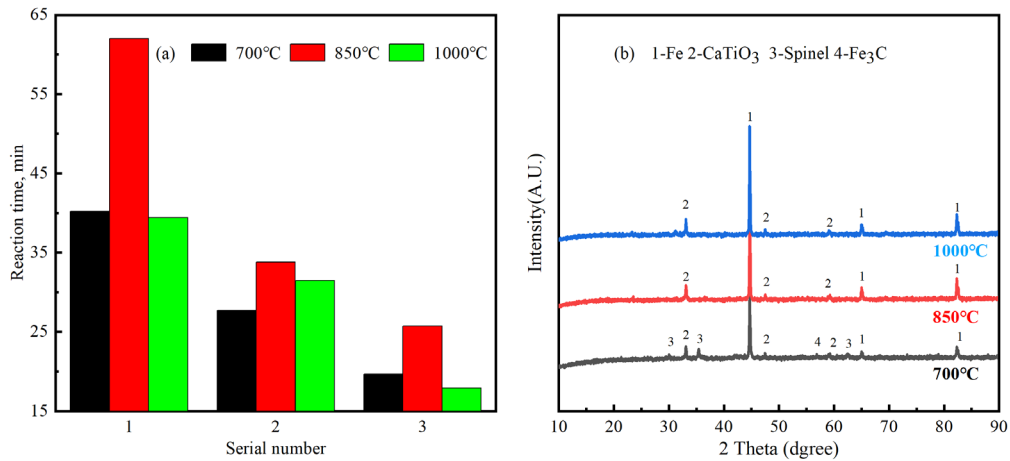 65
55
45
35
25
15
Reaction time, min
(a) 700℃ 850℃ 1000℃
1 2 3
Serial number
(b) 1-Fe 2-CaTiO₃ 3-Spinel 4-Fe₃C
Intensity(A.U.)
1
2 2 2 1 1
1000℃
2 2 2 1 1
850℃
3 2 3 2 4 2 3 1 1
700℃
10 20 30 40 50 60 70 80 90
2 Theta (dgree)